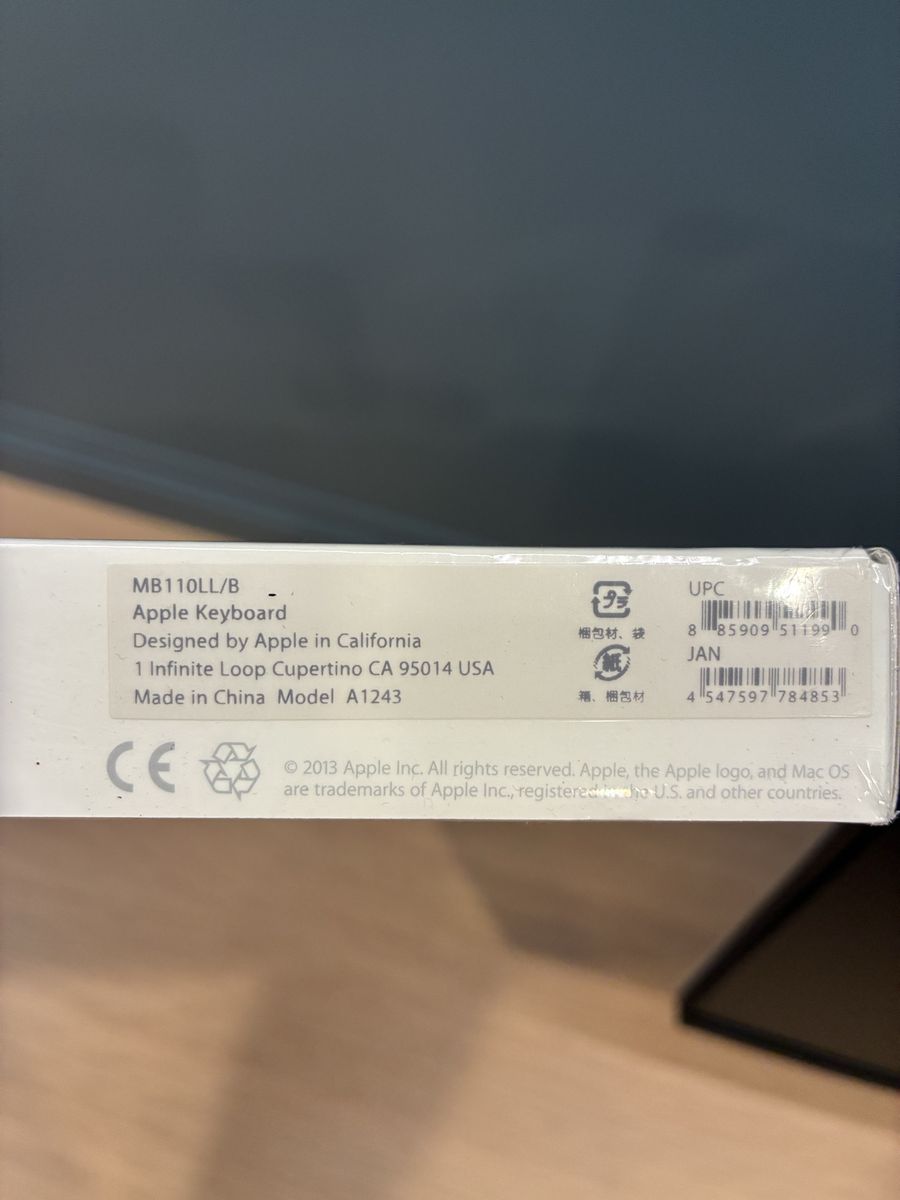 MB110LL/B
Apple Keyboard
Designed by Apple in California
1 Infinite Loop Cupertino CA 95014 USA
Made in China Model A1243
プラ
梱包材、袋
紙
箱、梱包材
UPC
8 85909 51199 0
JAN
4 547597 784853
CE
© 2013 Apple Inc. All rights reserved. Apple, the Apple logo, and Mac OS
are trademarks of Apple Inc., registered in the U.S. and other countries.